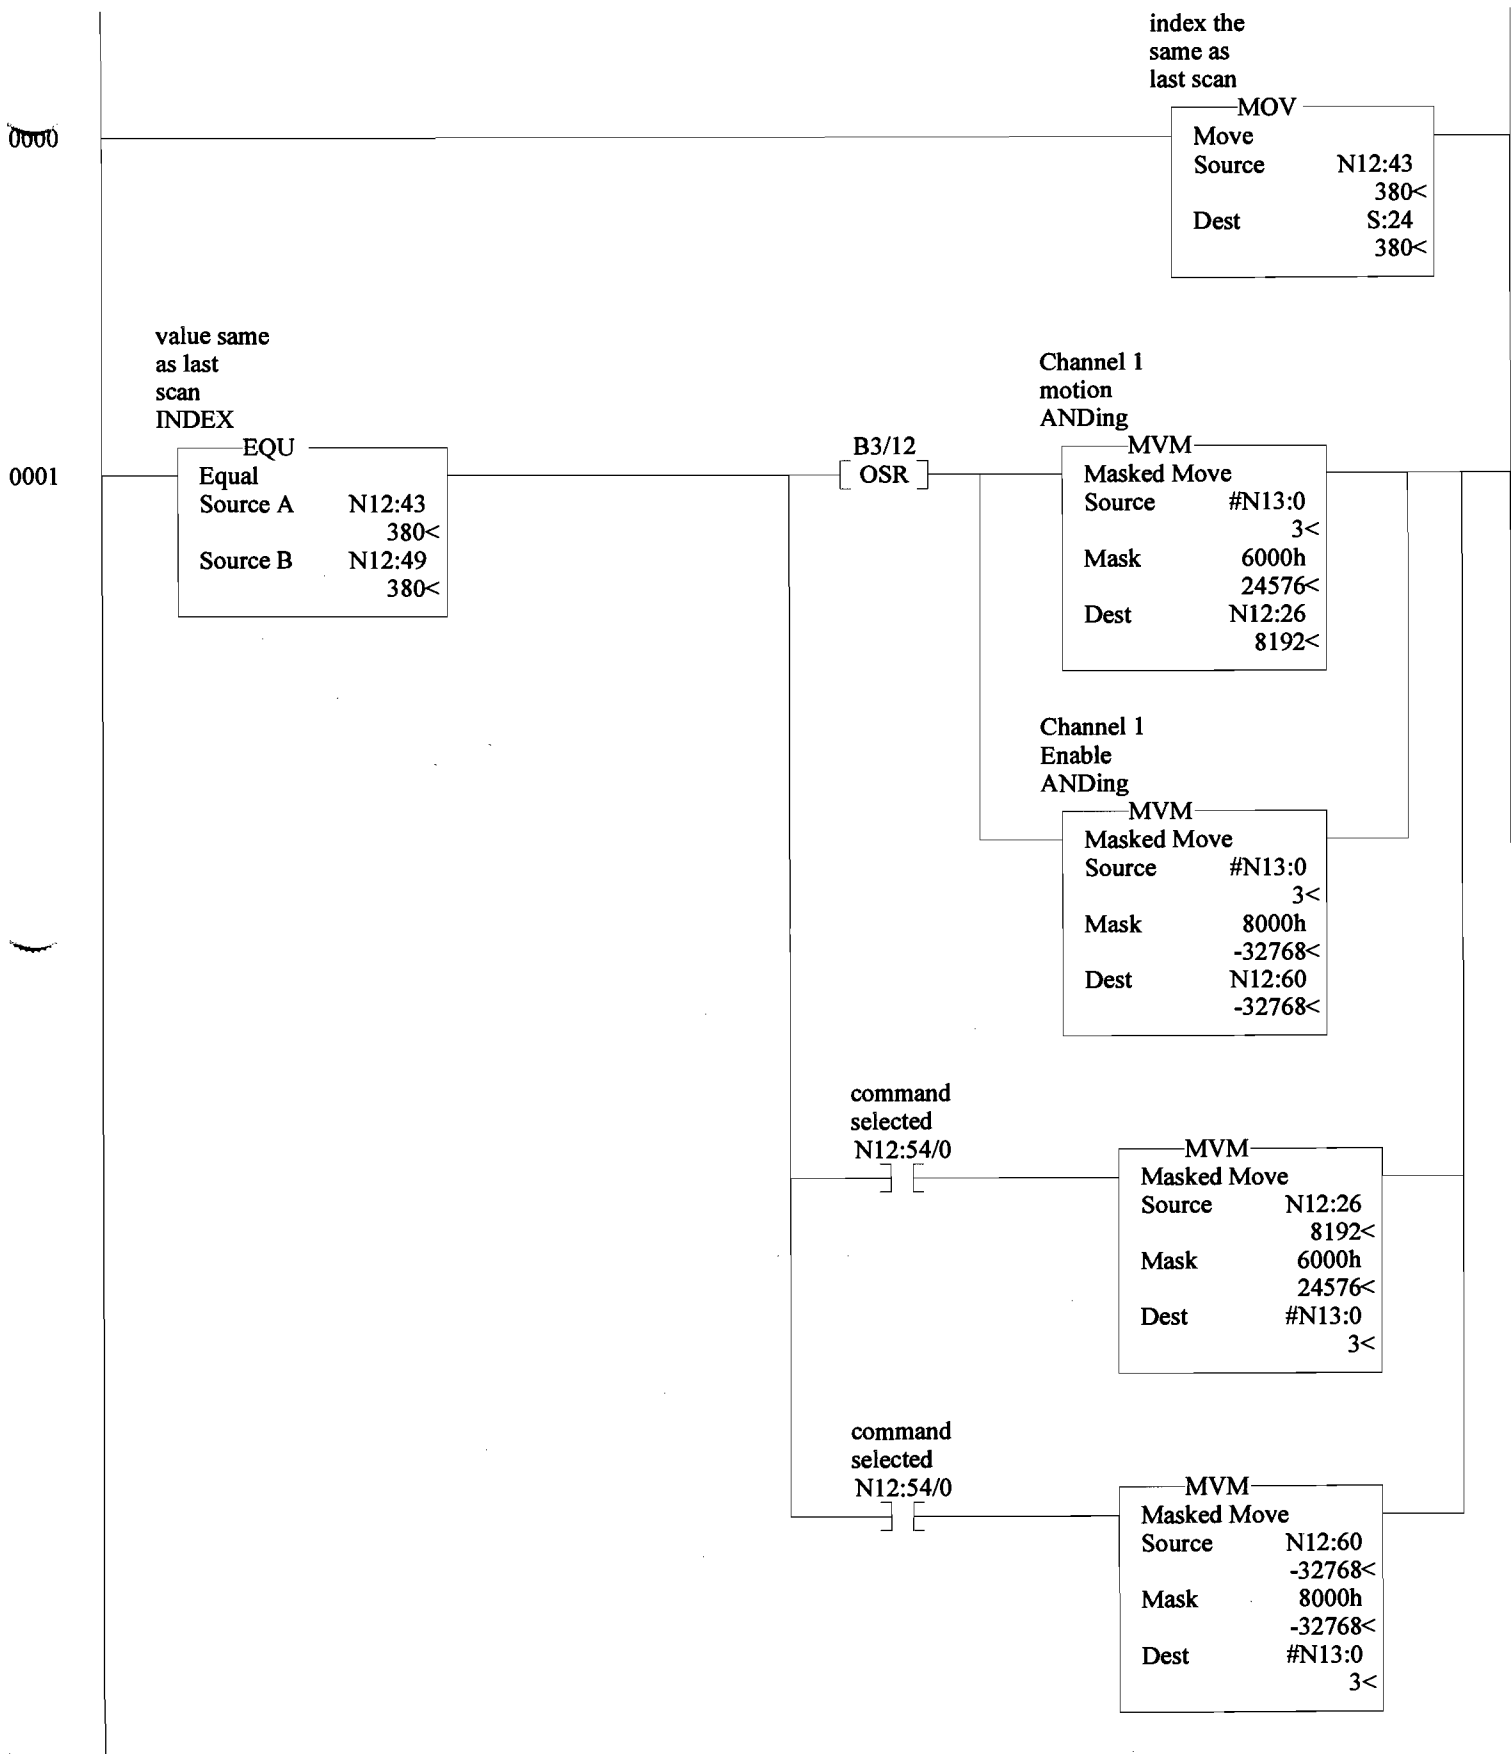 index the
same as
last scan
MOV
0000
Move
Source N12:43
380<
Dest S:24
380<
value same
as last
scan
INDEX
EQU
0001
Equal
Source A N12:43
380<
Source B N12:49
380<
B3/12
OSR
Channel 1
motion
ANDing
MVM
Masked Move
Source #N13:0
3<
Mask 6000h
24576<
Dest N12:26
8192<
Channel 1
Enable
ANDing
MVM
Masked Move
Source #N13:0
3<
Mask 8000h
-32768<
Dest N12:60
-32768<
command
selected
N12:54/0
MVM
Masked Move
Source N12:26
8192<
Mask 6000h
24576<
Dest #N13:0
3<
command
selected
N12:54/0
MVM
Masked Move
Source N12:60
-32768<
Mask 8000h
-32768<
Dest #N13:0
3<